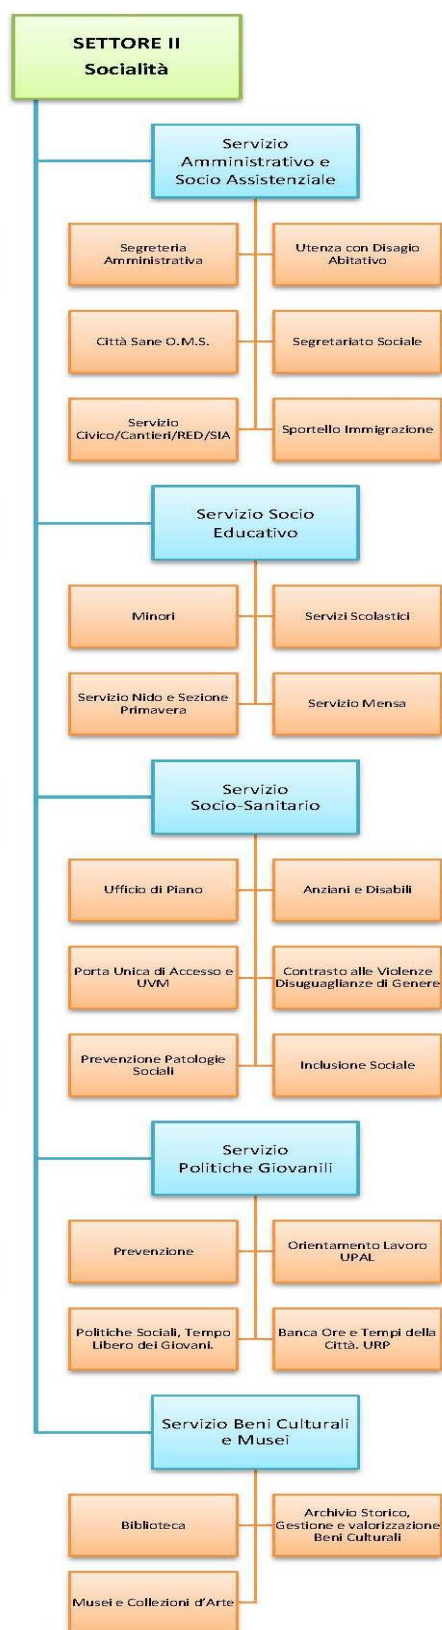 SETTORE II
Socialità
Servizio
Amministrativo e
Socio Assistenziale
Segreteria
Amministrativa
Utenza con Disagio
Abitativo
Città Sane O.M.S.
Segretariato Sociale
Servizio
Civico/Cantieri/RED/SIA
Sportello Immigrazione
Servizio Socio
Educativo
Minori
Servizi Scolastici
Servizio Nido e Sezione
Primavera
Servizio Mensa
Servizio
Socio-Sanitario
Ufficio di Piano
Anziani e Disabili
Porta Unica di Accesso e
UVM
Contrasto alle Violenze
Disuguaglianze di Genere
Prevenzione Patologie
Sociali
Inclusione Sociale
Servizio
Politiche Giovanili
Prevenzione
Orientamento Lavoro
UPAL
Politiche Sociali, Tempo
Libero dei Giovani.
Banca Ore e Tempi della
Città. URP
Servizio Beni Culturali
e Musei
Biblioteca
Archivio Storico,
Gestione e valorizzazione
Beni Culturali
Musei e Collezioni d'Arte